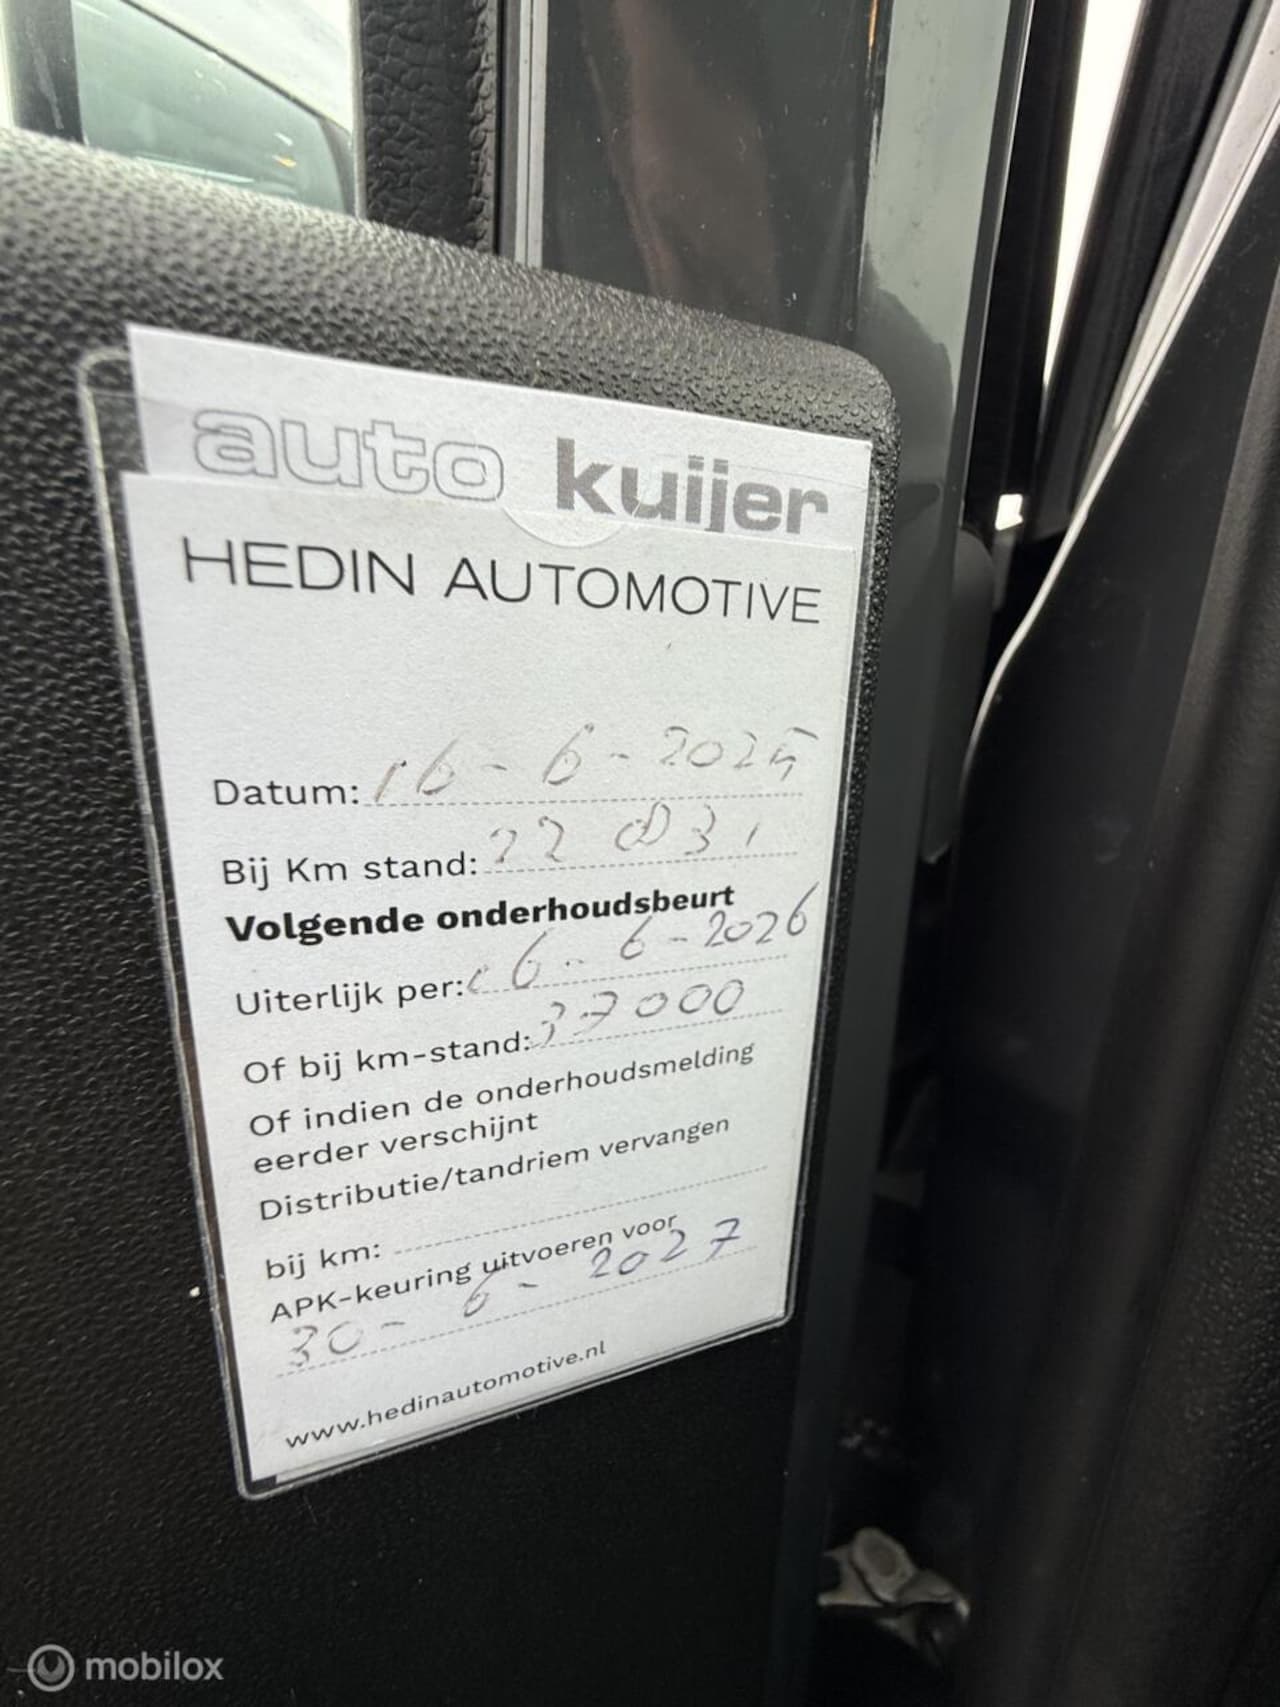 auto kuijer
HEDIN AUTOMOTIVE
Datum: 16-6-2025
Bij Km stand: 22 831
Volgende onderhoudsbeurt
Uiterlijk per: 16-6-2026
Of bij km-stand: 37000
Of indien de onderhoudsmelding
eerder verschijnt
Distributie/tandriem vervangen
bij km:
APK-keuring uitvoeren voor
30-6-2027
www.hedinautomotive.nl
mobilox